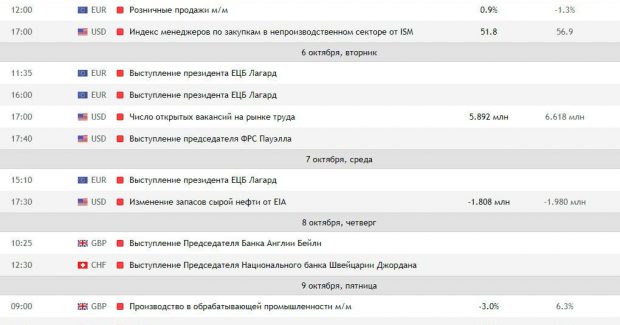 12:00 EUR Розничные продажи м/м 0.9% -1.3%
17:00 USD Индекс менеджеров по закупкам в непроизводственном секторе от ISM 51.8 56.9
6 октября, вторник
11:35 EUR Выступление президента ЕЦБ Лагард
16:00 EUR Выступление президента ЕЦБ Лагард
17:00 USD Число открытых вакансий на рынке труда 5.892 млн 6.618 млн
17:40 USD Выступление председателя ФРС Пауэлла
7 октября, среда
15:10 EUR Выступление президента ЕЦБ Лагард
17:30 USD Изменение запасов сырой нефти от EIA -1.808 млн -1.980 млн
8 октября, четверг
10:25 GBP Выступление Председателя Банка Англии Бейли
12:30 CHF Выступление Председателя Национального банка Швейцарии Джордана
9 октября, пятница
09:00 GBP Производство в обрабатывающей промышленности м/м -3.0% 6.3%